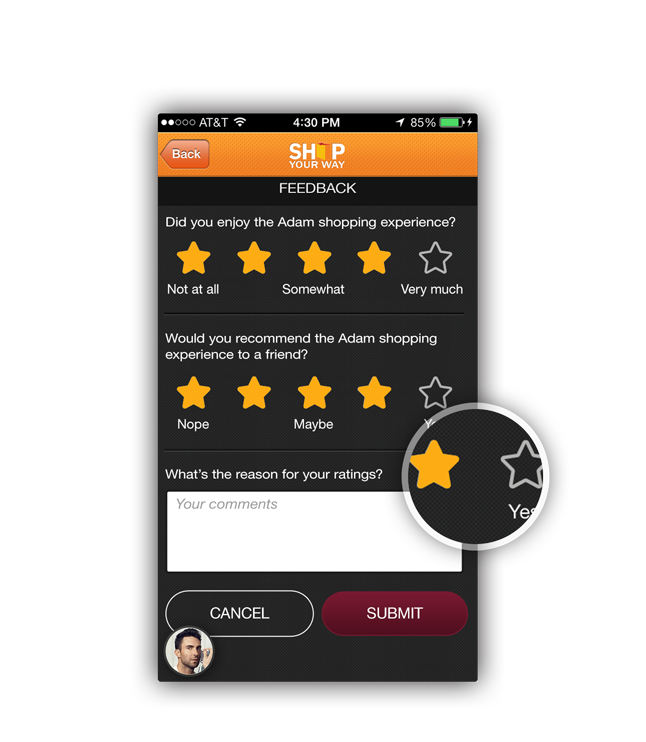 AT&T 4:30 PM 85%
Back
SHOP
YOUR WAY
FEEDBACK
Did you enjoy the Adam shopping experience?
Not at all Somewhat Very much
Would you recommend the Adam shopping
experience to a friend?
Nope Maybe Yes
What's the reason for your ratings?
Your comments
CANCEL SUBMIT